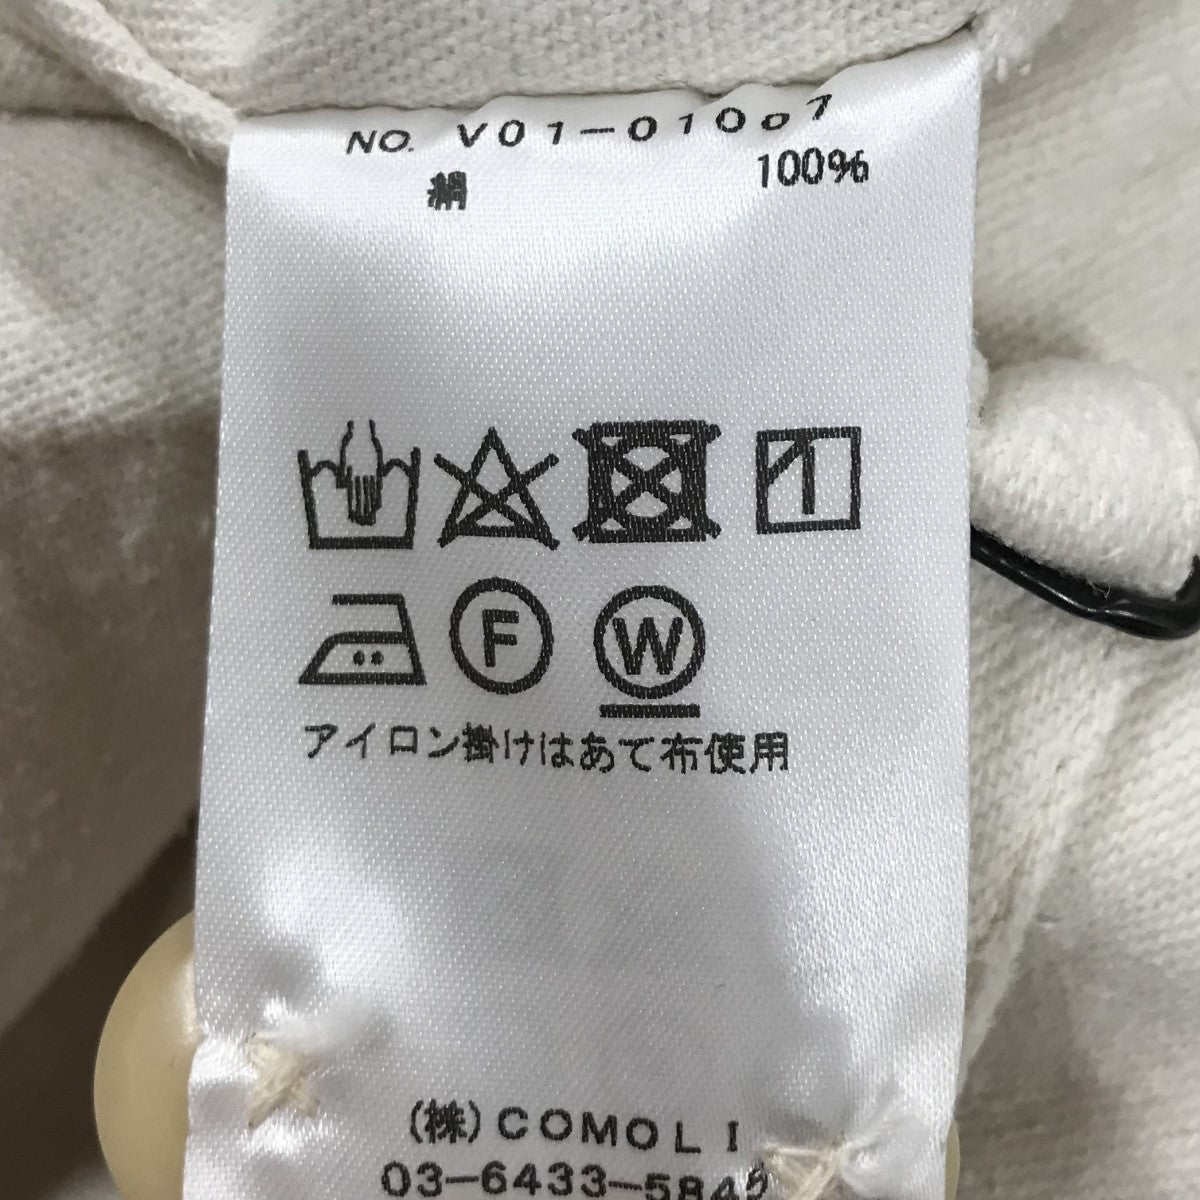 NO. V01-01007
絹 100%
F W
アイロン掛けはあて布使用
(株)COMOLI
03-6433-5849